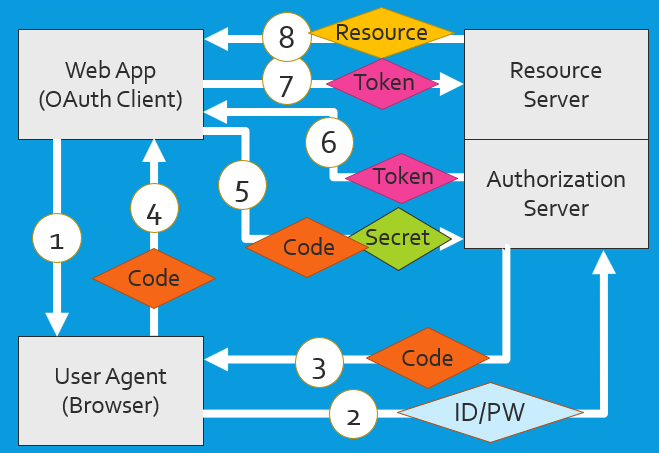 8
Resource
Web App
(OAuth Client)
7
Token
Resource
Server
6
5
Token
Authorization
Server
4
1
Code
Secret
Code
3
Code
User Agent
(Browser)
2
ID/PW